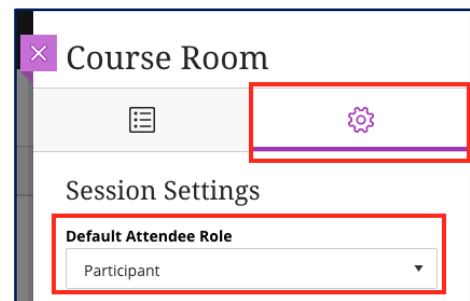 Course Room
Session Settings
Default Attendee Role
Participant